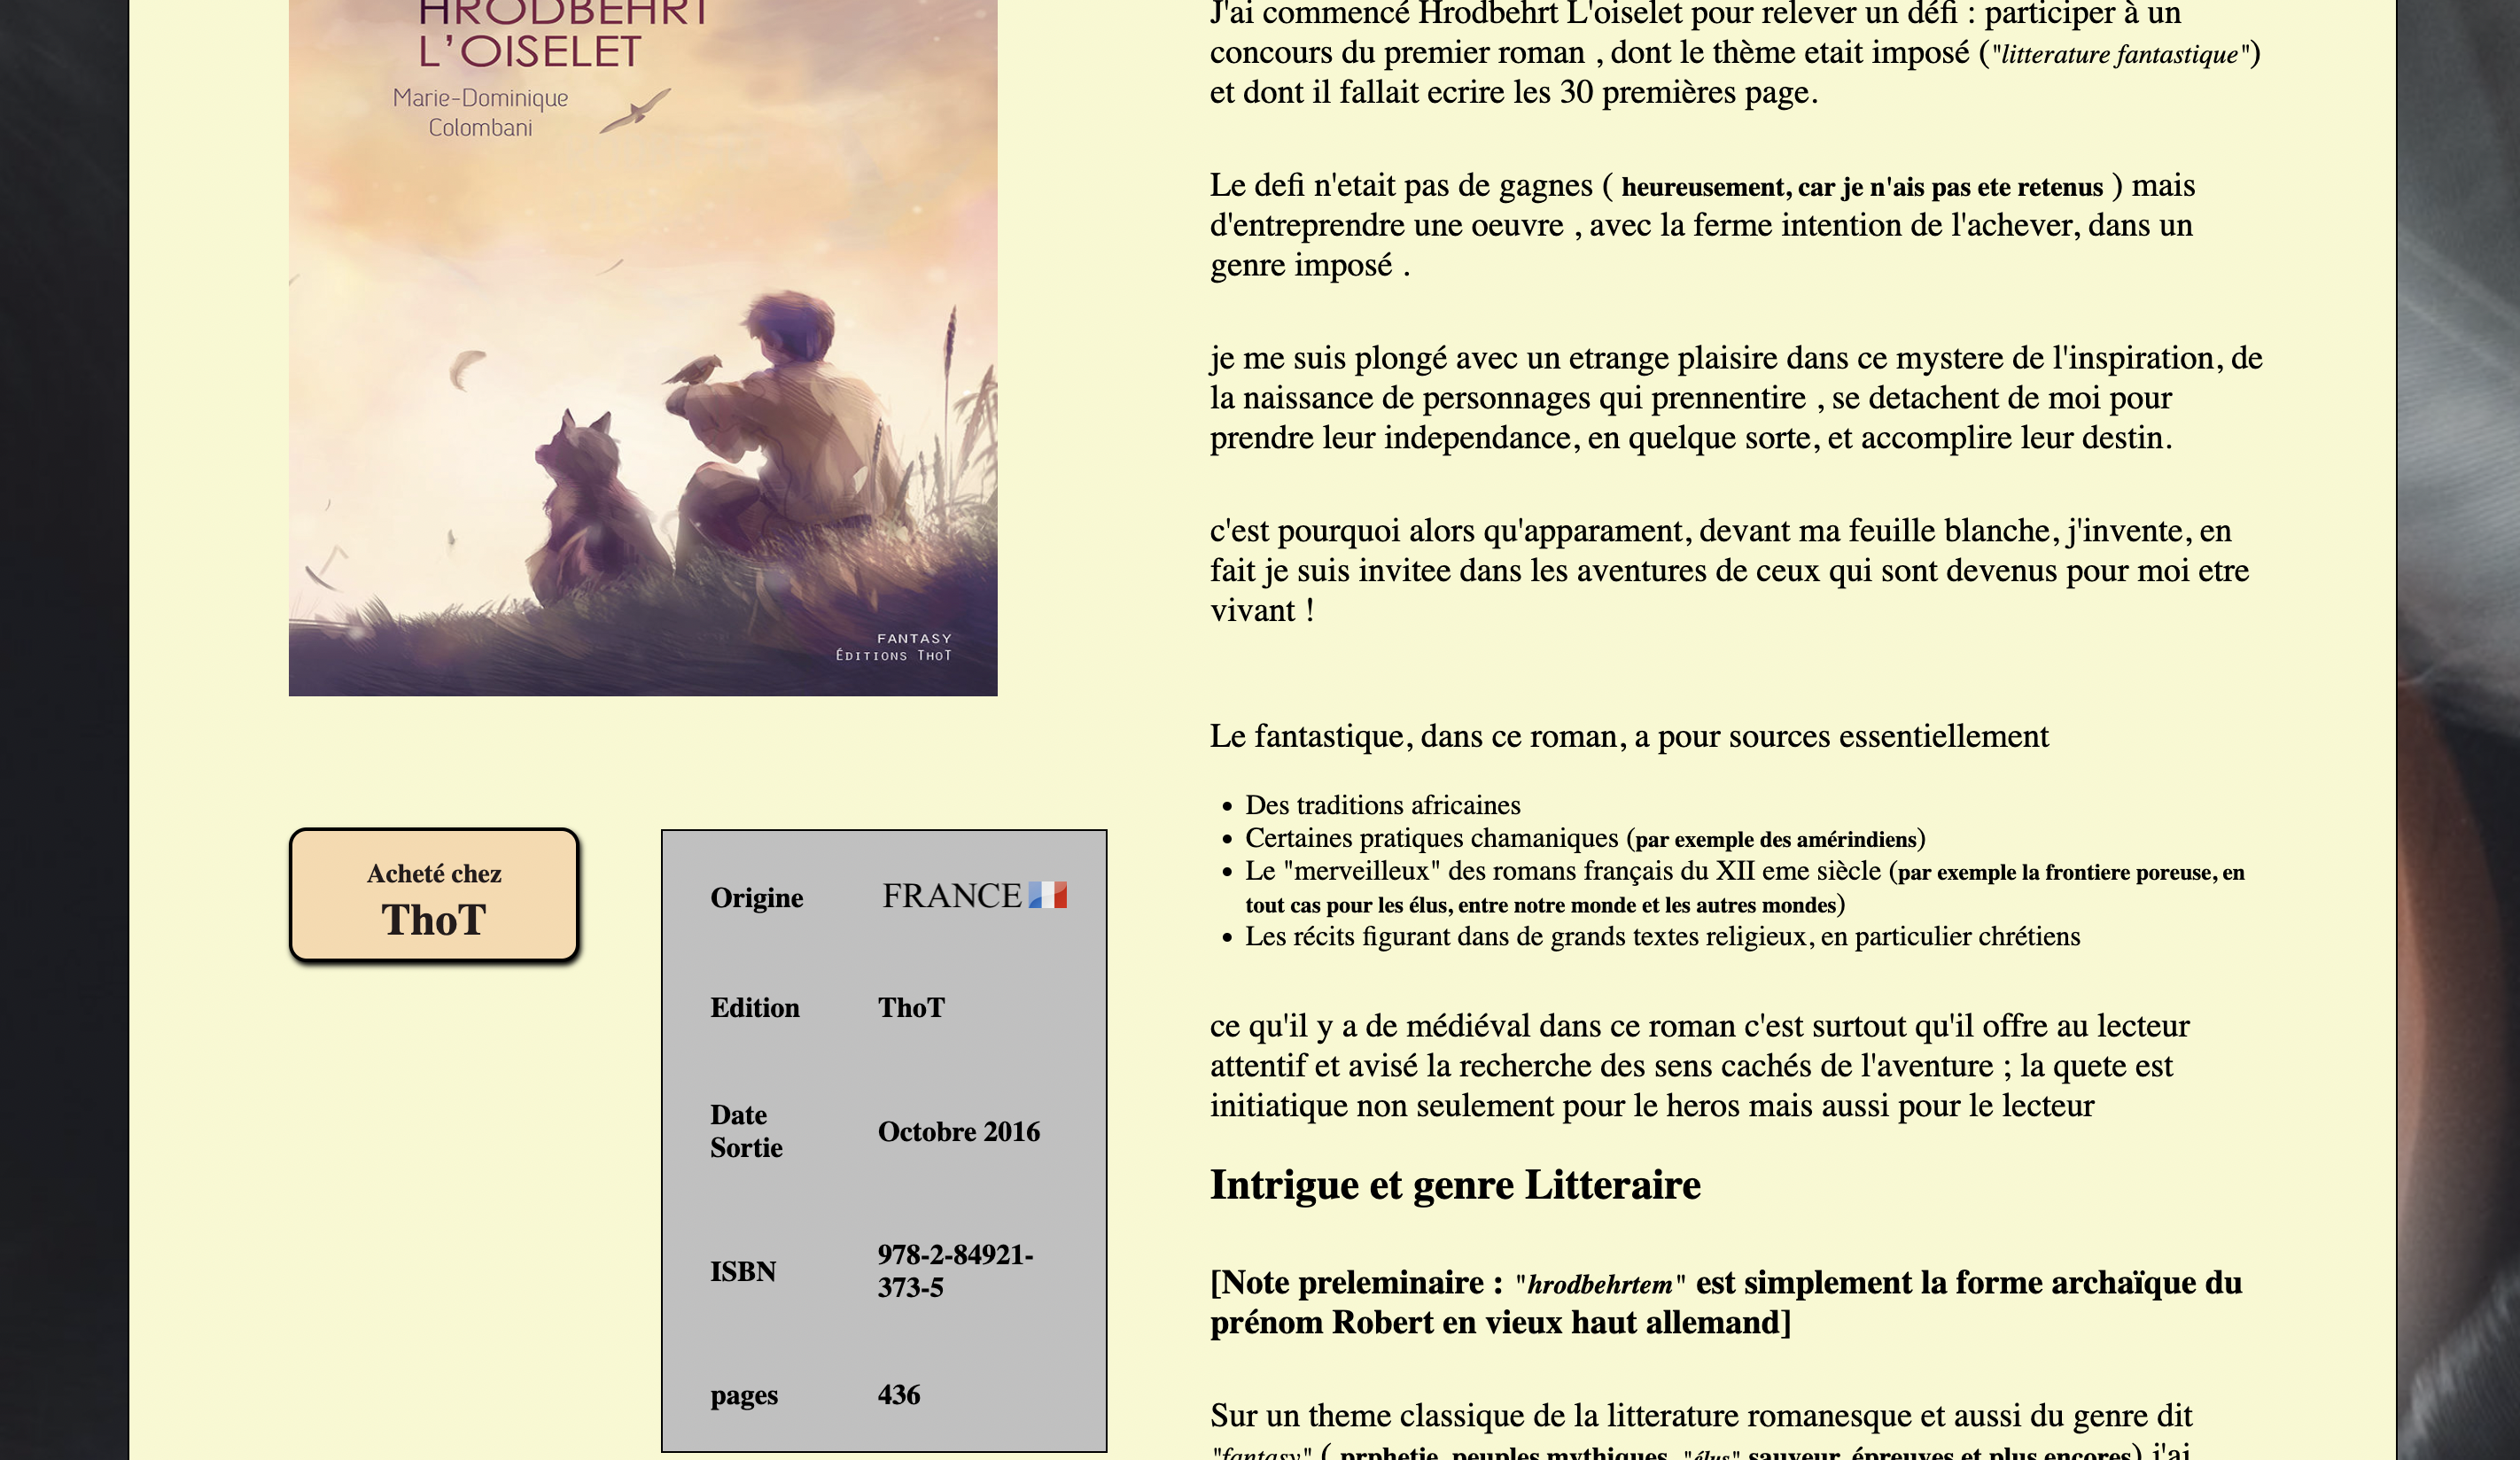 HRODBEHRT
L'OISELET
Marie-Dominique
Colombani
FANTASY
ÉDITIONS THOT
Acheté chez
ThoT
Origine FRANCE
Edition ThoT
Date
Sortie
Octobre 2016
ISBN
978-2-84921-
373-5
pages 436
J'ai commencé Hrodbehrt L'oiselet pour relever un défi : participer à un
concours du premier roman , dont le thème etait imposé ("litterature fantastique")
et dont il fallait ecrire les 30 premières page.
Le defi n'etait pas de gagnes ( heureusement, car je n'ais pas ete retenus ) mais
d'entreprendre une oeuvre , avec la ferme intention de l'achever, dans un
genre imposé .
je me suis plongé avec un etrange plaisire dans ce mystere de l'inspiration, de
la naissance de personnages qui prennentire , se detachent de moi pour
prendre leur independance, en quelque sorte, et accomplire leur destin.
c'est pourquoi alors qu'apparament, devant ma feuille blanche, j'invente, en
fait je suis invitee dans les aventures de ceux qui sont devenus pour moi etre
vivant !
Le fantastique, dans ce roman, a pour sources essentiellement
• Des traditions africaines
• Certaines pratiques chamaniques (par exemple des amérindiens)
• Le "merveilleux" des romans français du XII eme siècle (par exemple la frontiere poreuse, en
tout cas pour les élus, entre notre monde et les autres mondes)
• Les récits figurant dans de grands textes religieux, en particulier chrétiens
ce qu'il y a de médiéval dans ce roman c'est surtout qu'il offre au lecteur
attentif et avisé la recherche des sens cachés de l'aventure ; la quete est
initiatique non seulement pour le heros mais aussi pour le lecteur
Intrigue et genre Litteraire
[Note preleminaire : "hrodbehrtem" est simplement la forme archaïque du
prénom Robert en vieux haut allemand]
Sur un theme classique de la litterature romanesque et aussi du genre dit
"fantasy" ( prphetie, peuples mythiques, "élus" sauveur, épreuves et plus encores) j'ai